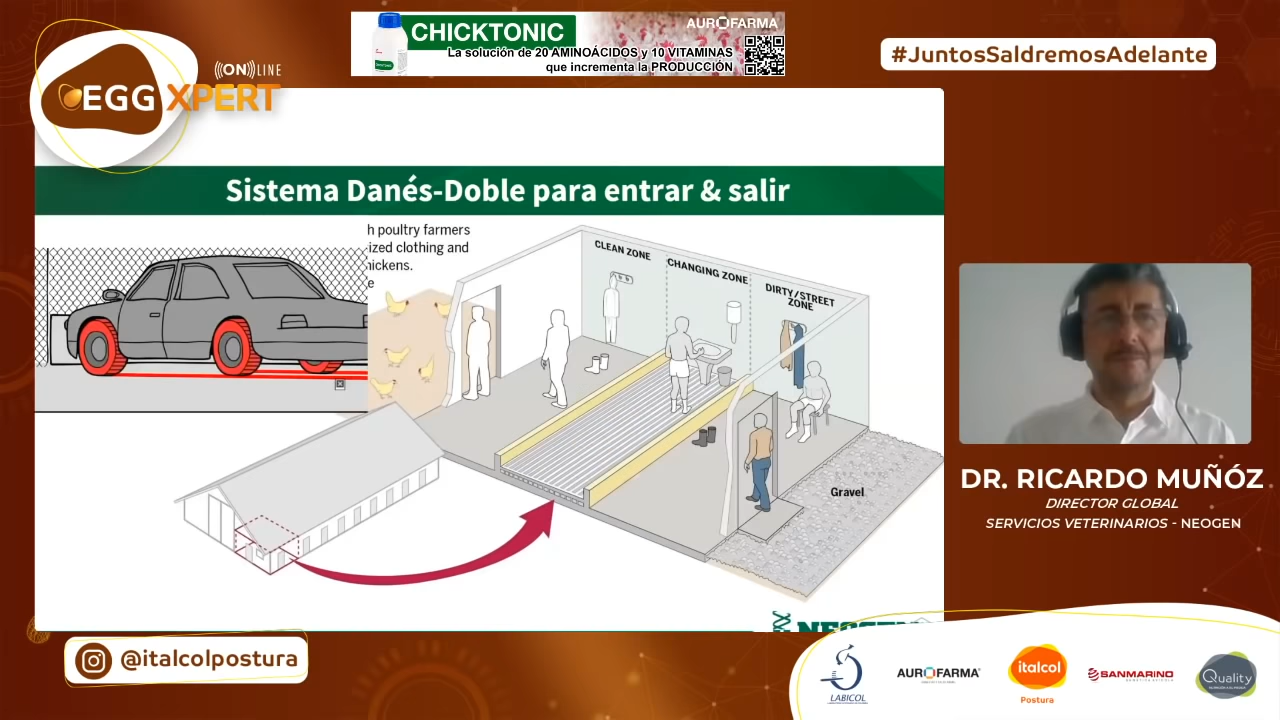 CHICKTONIC
AUROFARMA
La solución de 20 AMINOÁCIDOS y 10 VITAMINAS
que incrementa la PRODUCCIÓN
#JuntosSaldremosAdelante
((ON)) LINE
EGG XPERT
Sistema Danés-Doble para entrar & salir
h poultry farmers
ized clothing and
hickens.
e
CLEAN ZONE
CHANGING ZONE
DIRTY/STREET
ZONE
Gravel
NEOGEN
DR. RICARDO MUÑÓZ
DIRECTOR GLOBAL
SERVICIOS VETERINARIOS - NEOGEN
@italcolpostura
LABICOL
AUROFARMA
italcol
Postura
SANMARINO
Quality